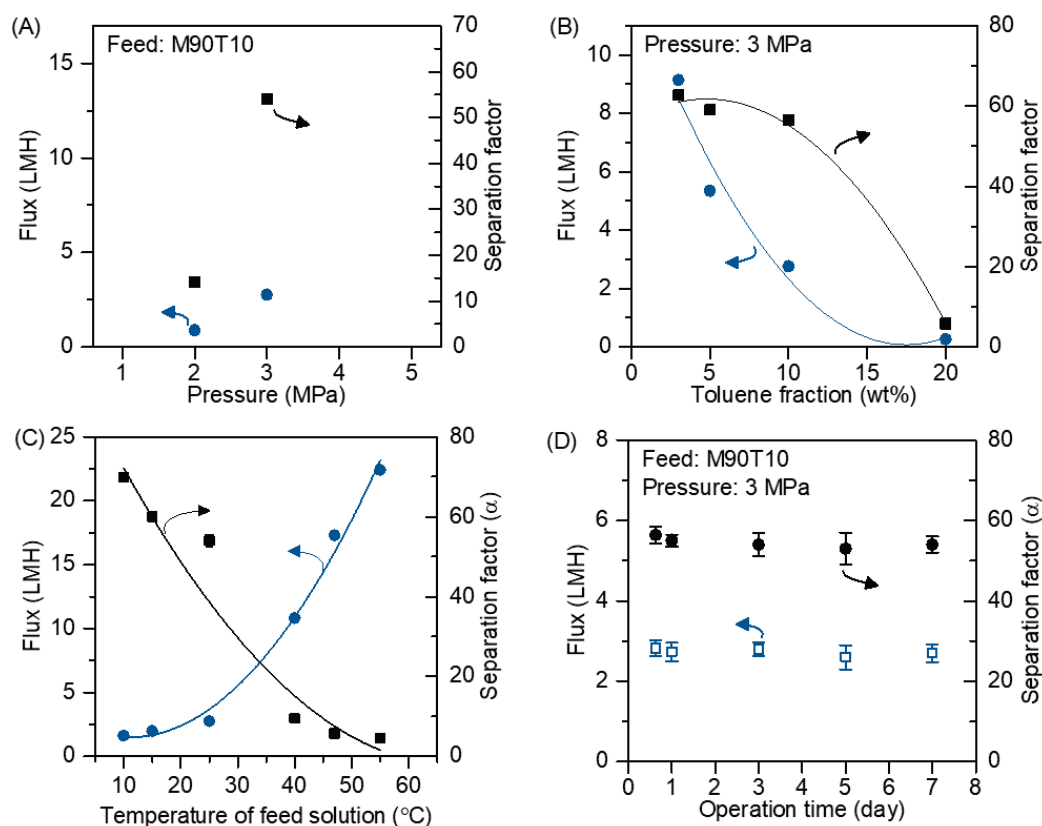 (A)
Feed: M90T10
Flux (LMH)
15
10
5
0
Separation factor
70
60
50
40
30
20
10
0
1 2 3 4 5
Pressure (MPa)
(B)
Pressure: 3 MPa
Flux (LMH)
10
8
6
4
2
0
Separation factor
80
60
40
20
0
0 5 10 15 20
Toluene fraction (wt%)
(C)
Flux (LMH)
25
20
15
10
5
0
Separation factor (α)
80
60
40
20
0
10 20 30 40 50 60
Temperature of feed solution (°C)
(D)
Feed: M90T10
Pressure: 3 MPa
Flux (LMH)
8
6
4
2
0
Separation factor (α)
80
60
40
20
0
0 1 2 3 4 5 6 7 8
Operation time (day)